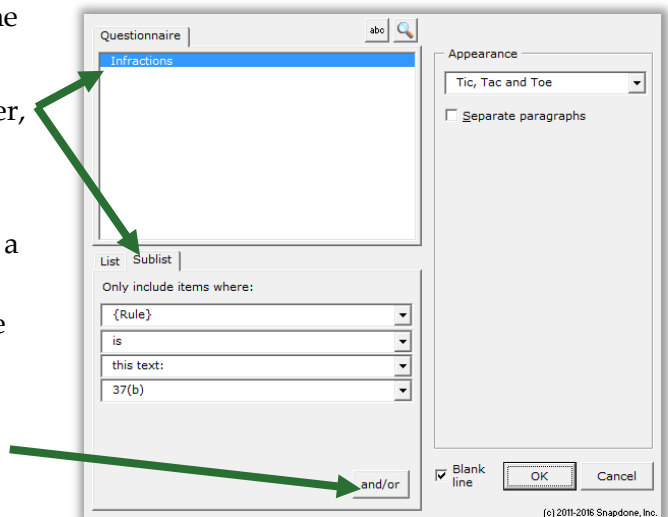 ne
er,
a
e
Questionnaire
abc
Infractions
List Sublist
Only include items where:
{Rule}
is
this text:
37(b)
and/or
Appearance
Tic, Tac and Toe
Separate paragraphs
Blank
line
OK Cancel
(c) 2011-2016 Snapdone, Inc.